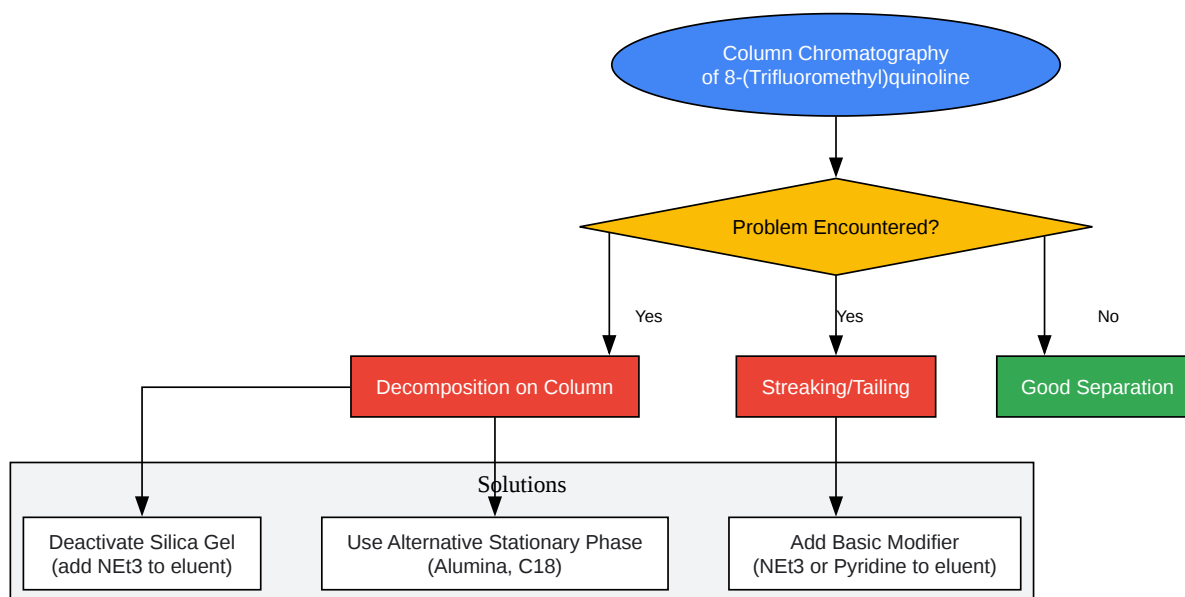 Column Chromatography
of 8-(Trifluoromethyl)quinoline
Problem Encountered?
Yes
Yes
No
Decomposition on Column
Streaking/Tailing
Good Separation
Solutions
Deactivate Silica Gel
(add NEt3 to eluent)
Use Alternative Stationary Phase
(Alumina, C18)
Add Basic Modifier
(NEt3 or Pyridine to eluent)